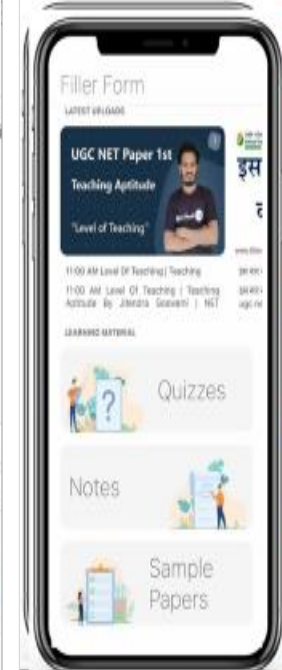 Filler Form
LATEST UPLOADS
UGC NET Paper 1st
Teaching Aptitude
"Level of Teaching"
इस
11:00 AM Level Of Teaching | Teaching
11:00 AM Level Of Teaching | Teaching
Aptitude By Jitendra Goswami | NET
LEARNING MATERIAL
Quizzes
?
Notes
Sample
Papers